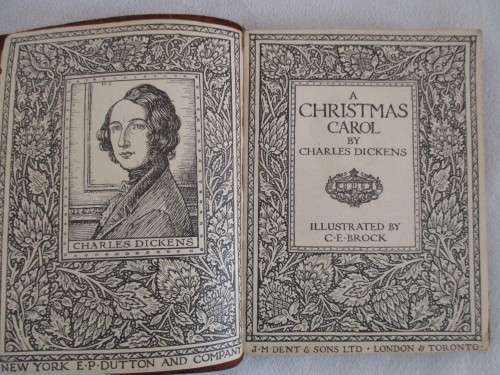 CHARLES DICKENS
NEW YORK E·P·DUTTON AND COMPANY
A
CHRISTMAS
CAROL
BY
CHARLES DICKENS
ILLUSTRATED BY
C·E·BROCK
J·M·DENT & SONS LTD · LONDON & TORONTO